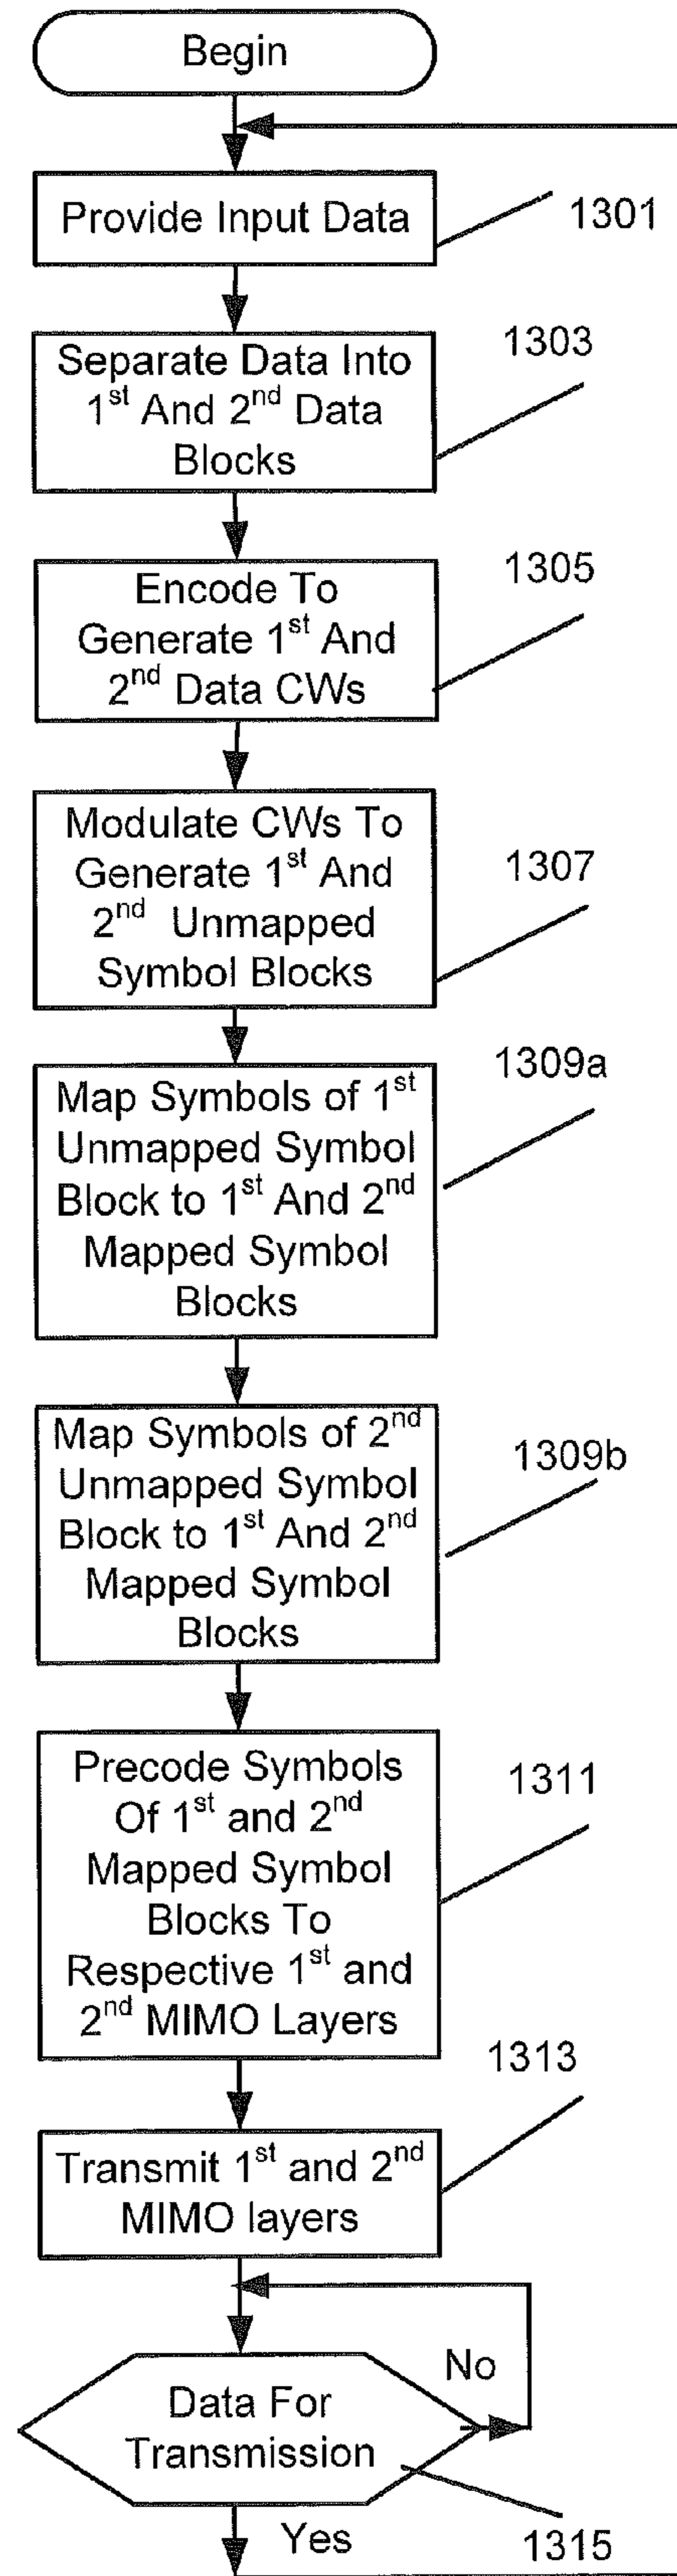 Begin
Provide Input Data
1301
Separate Data Into
1st And 2nd Data
Blocks
1303
Encode To
Generate 1st And
2nd Data CWs
1305
Modulate CWs To
Generate 1st And
2nd Unmapped
Symbol Blocks
1307
Map Symbols of 1st
Unmapped Symbol
Block to 1st And 2nd
Mapped Symbol
Blocks
1309a
Map Symbols of 2nd
Unmapped Symbol
Block to 1st And 2nd
Mapped Symbol
Blocks
1309b
Precode Symbols
Of 1st and 2nd
Mapped Symbol
Blocks To
Respective 1st and
2nd MIMO Layers
1311
Transmit 1st and 2nd
MIMO layers
1313
No
Data For
Transmission
Yes
1315